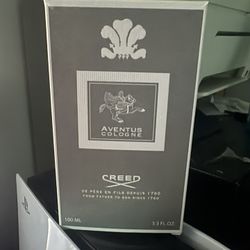 AVENTUS
COLOGNE
CREED
DE PÈRE EN FILS DEPUIS 1760
FROM FATHER TO SON SINCE 1760
100 ML
3.3 FL.OZ